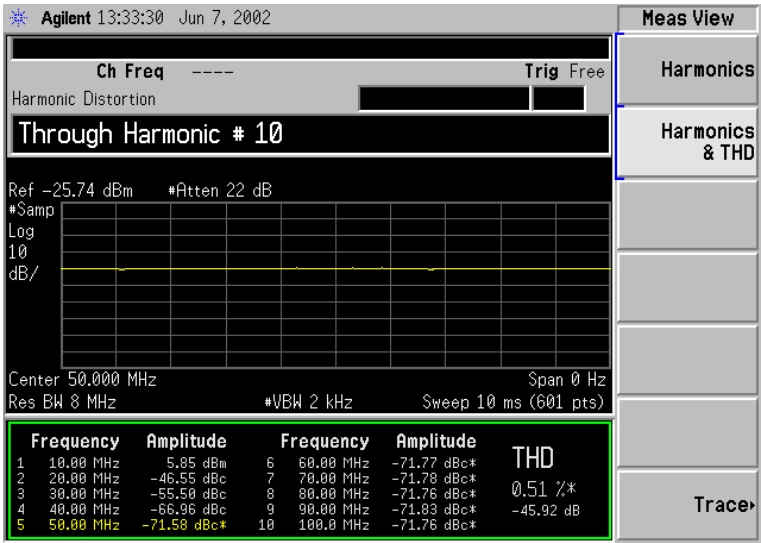 Agilent 13:33:30 Jun 7, 2002
Meas View
Ch Freq ---- Trig Free
Harmonic Distortion
Through Harmonic # 10
Harmonics
Harmonics
& THD
Ref -25.74 dBm #Atten 22 dB
#Samp
Log
10
dB/
Center 50.000 MHz Span 0 Hz
Res BW 8 MHz #VBW 2 kHz Sweep 10 ms (601 pts)
Frequency Amplitude Frequency Amplitude THD
1 10.00 MHz 5.85 dBm 6 60.00 MHz -71.77 dBc*
2 20.00 MHz -46.55 dBc 7 70.00 MHz -71.78 dBc*
3 30.00 MHz -55.50 dBc 8 80.00 MHz -71.76 dBc* 0.51 %*
4 40.00 MHz -66.96 dBc 9 90.00 MHz -71.83 dBc* -45.92 dB
5 50.00 MHz -71.58 dBc* 10 100.0 MHz -71.76 dBc*
Trace